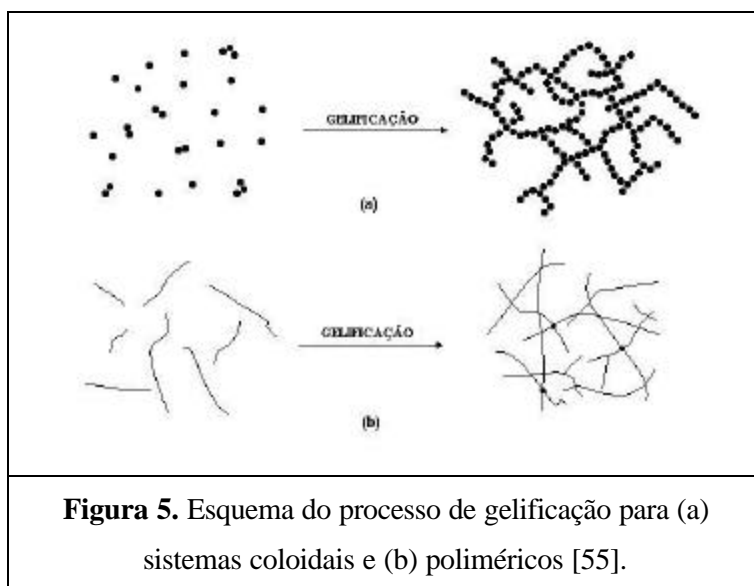 GELIFICAÇÃO
(a)
GELIFICAÇÃO
(b)
Figura 5. Esquema do processo de gelificação para (a)
sistemas coloidais e (b) poliméricos [55].